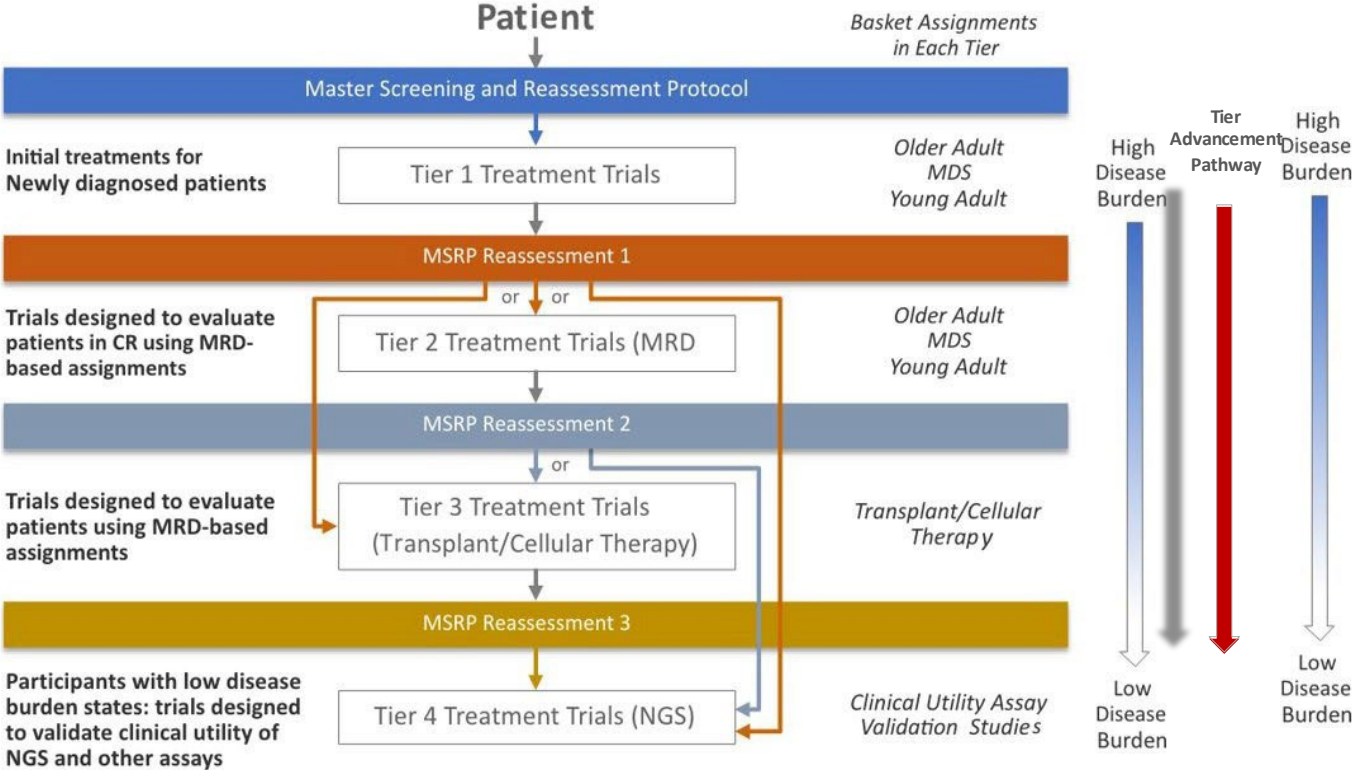 Patient
Basket Assignments
in Each Tier
Master Screening and Reassessment Protocol
Initial treatments for
Newly diagnosed patients
Tier 1 Treatment Trials
Older Adult
MDS
Young Adult
MSRP Reassessment 1
or
or
Trials designed to evaluate
patients in CR using MRD-
based assignments
Tier 2 Treatment Trials (MRD
Older Adult
MDS
Young Adult
MSRP Reassessment 2
or
Trials designed to evaluate
patients using MRD-based
assignments
Tier 3 Treatment Trials
(Transplant/Cellular Therapy)
Transplant/Cellular
Therapy
MSRP Reassessment 3
Participants with low disease
burden states: trials designed
to validate clinical utility of
NGS and other assays
Tier 4 Treatment Trials (NGS)
Clinical Utility Assay
Validation Studies
High
Disease
Burden
Low
Disease
Burden
Tier
Advancement
Pathway
High
Disease
Burden
Low
Disease
Burden